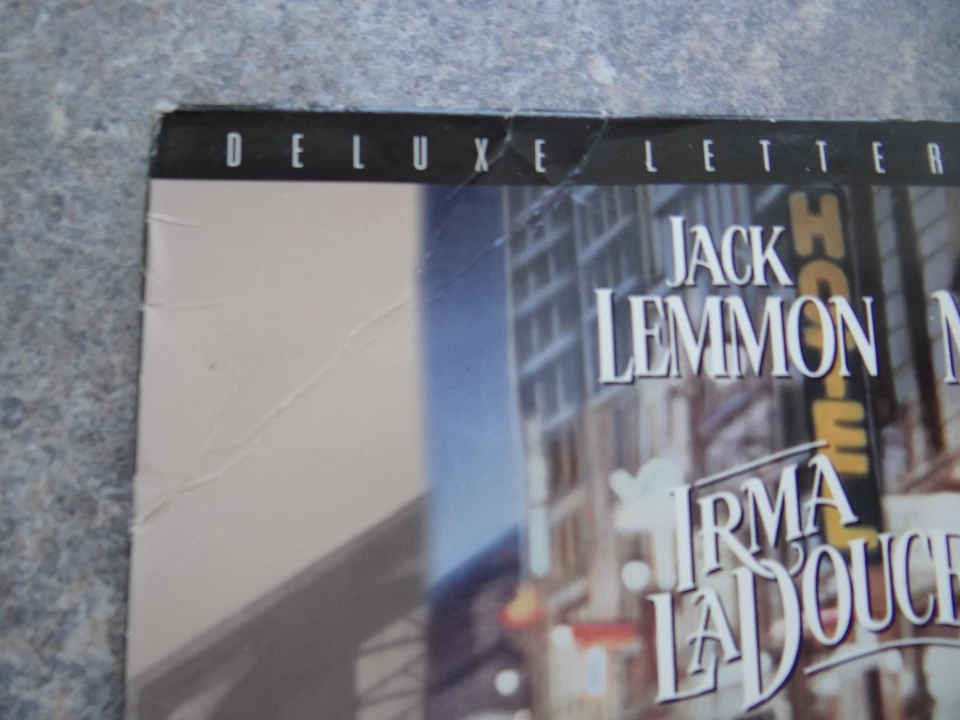 DELUXE LETTER
JACK
LEMMON
HOTEL
IRMA
LA DOUCE